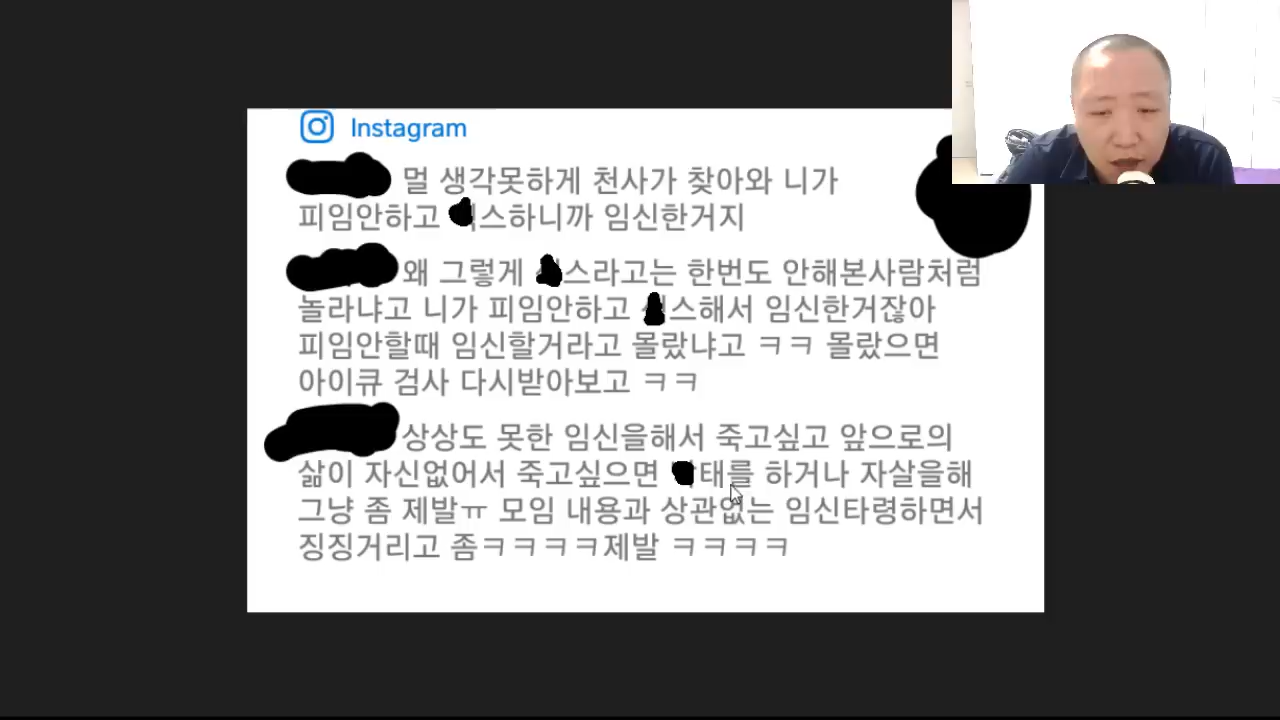 Instagram
멀 생각못하게 천사가 찾아와 니가
피임안하고 스하니까 임신한거지
왜 그렇게 스라고는 한번도 안해본사람처럼
놀라냐고 니가 피임안하고 스해서 임신한거잖아
피임안할때 임신할거라고 몰랐냐고 ㅋㅋ 몰랐으면
아이큐 검사 다시받아보고 ㅋㅋ
상상도 못한 임신을해서 죽고싶고 앞으로의
삶이 자신없어서 죽고싶으면 태를 하거나 자살을해
그냥 좀 제발ㅠ 모임 내용과 상관없는 임신타령하면서
징징거리고 좀ㅋㅋㅋㅋ제발 ㅋㅋㅋㅋ